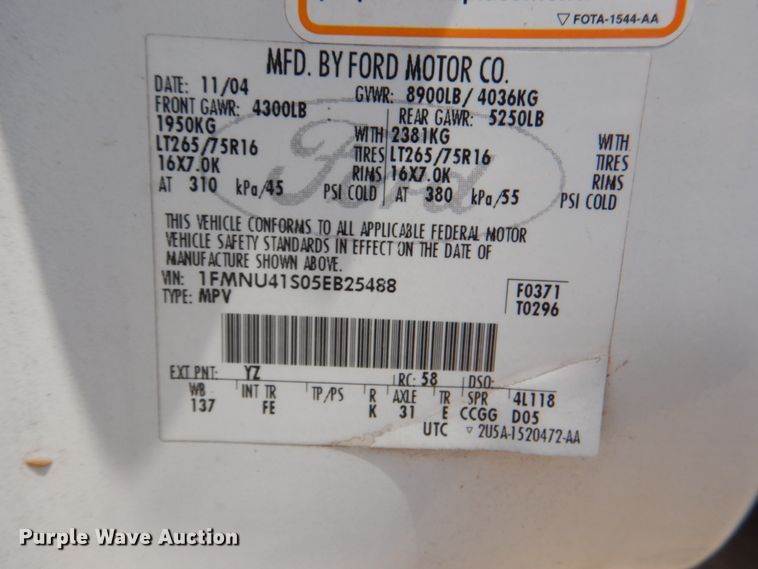 ▽ FOTA-1544-AA
MFD. BY FORD MOTOR CO.
DATE: 11/04 GVWR: 8900LB/ 4036KG
FRONT GAWR: 4300LB REAR GAWR: 5250LB
1950KG WITH 2381KG WITH
LT265/75R16 TIRES LT265/75R16 TIRES
16X7.0K RIMS 16X7.0K RIMS
AT 310 kPa/45 PSI COLD AT 380 kPa/55 PSI COLD
Ford
THIS VEHICLE CONFORMS TO ALL APPLICABLE FEDERAL MOTOR
VEHICLE SAFETY STANDARDS IN EFFECT ON THE DATE OF
MANUFACTURE SHOWN ABOVE.
VIN: 1FMNU41S05EB25488 F0371
TYPE: MPV T0296
EXT PNT: YZ RC: 58 DSO:
WB INT TR TP/PS R AXLE TR SPR 4L118
137 FE K 31 E CCGG D05
UTC ▽ 2U5A-1520472-AA
Purple Wave Auction